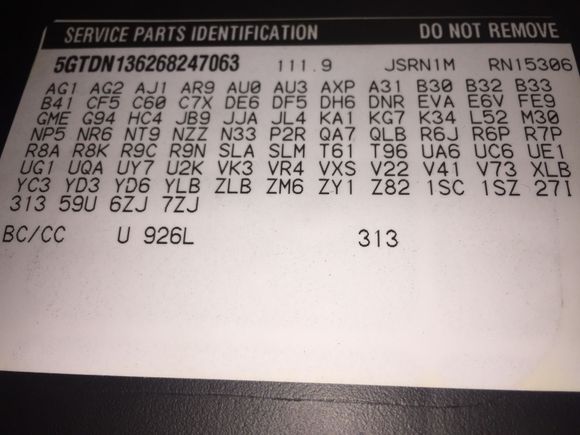 SERVICE PARTS IDENTIFICATION DO NOT REMOVE
5GTDN136268247063 111.9 JSRN1M RN15306
AG1 AG2 AJ1 AR9 AU0 AU3 AXP A31 B30 B32 B33
B41 CF5 C60 C7X DE6 DF5 DH6 DNR EVA E6V FE9
GME G94 HC4 JB9 JJA JL4 KA1 KG7 K34 L52 M30
NP5 NR6 NT9 NZZ N33 P2R QA7 QLB R6J R6P R7P
R8A R8K R9C R9N SLA SLM T61 T96 UA6 UC6 UE1
UG1 UQA UY7 U2K VK3 VR4 VXS V22 V41 V73 XLB
YC3 YD3 YD6 YLB ZLB ZM6 ZY1 Z82 1SC 1SZ 27I
313 59U 6ZJ 7ZJ
BC/CC U 926L 313